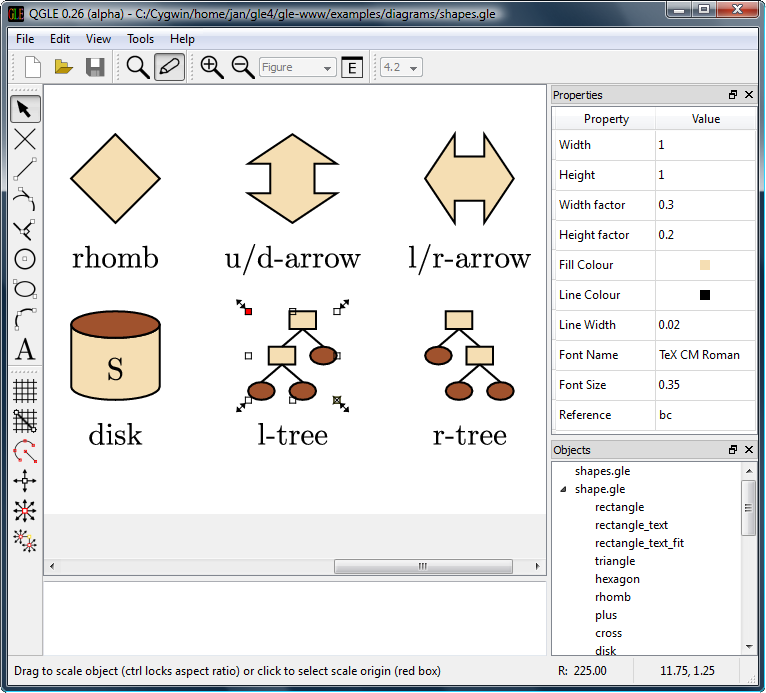 QGLE 0.26 (alpha) - C:/Cygwin/home/jan/gle4/gle-www/examples/diagrams/shapes.gle
File Edit View Tools Help
Figure E 4.2
A
rhomb u/d-arrow l/r-arrow
S
disk l-tree r-tree
Properties
Property Value
Width 1
Height 1
Width factor 0.3
Height factor 0.2
Fill Colour
Line Colour
Line Width 0.02
Font Name TeX CM Roman
Font Size 0.35
Reference bc
Objects
shapes.gle
shape.gle
rectangle
rectangle_text
rectangle_text_fit
triangle
hexagon
rhomb
plus
cross
disk
Drag to scale object (ctrl locks aspect ratio) or click to select scale origin (red box) R: 225.00 11.75, 1.25